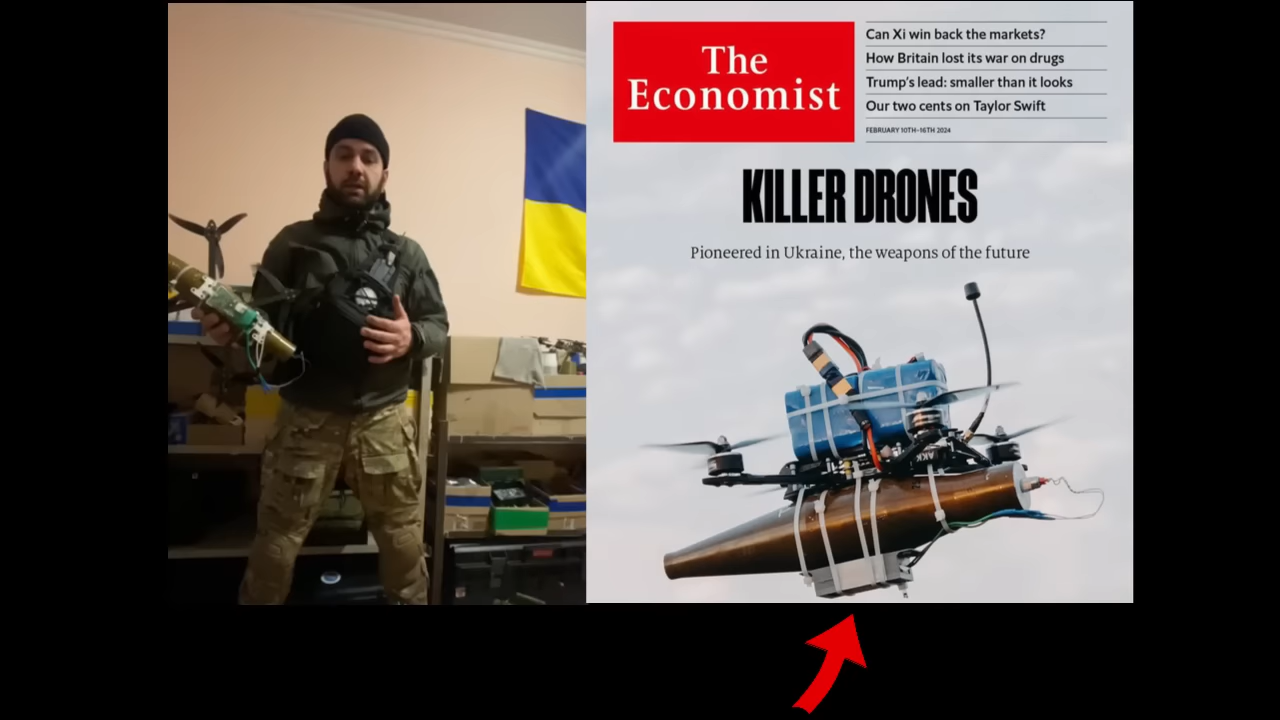 The
Economist
Can Xi win back the markets?
How Britain lost its war on drugs
Trump's lead: smaller than it looks
Our two cents on Taylor Swift
FEBRUARY 10TH–16TH 2024
KILLER DRONES
Pioneered in Ukraine, the weapons of the future
AKK